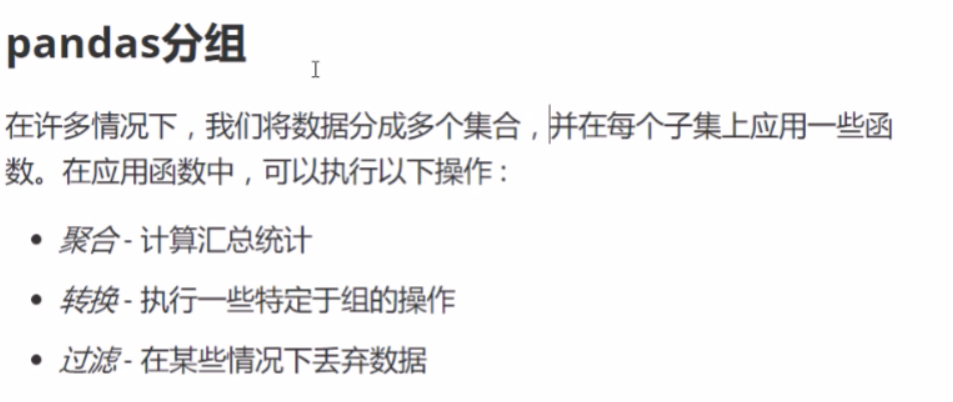 pandas分组
在许多情况下，我们将数据分成多个集合，并在每个子集上应用一些函
数。在应用函数中，可以执行以下操作：
• 聚合 - 计算汇总统计
• 转换 - 执行一些特定于组的操作
• 过滤 - 在某些情况下丢弃数据